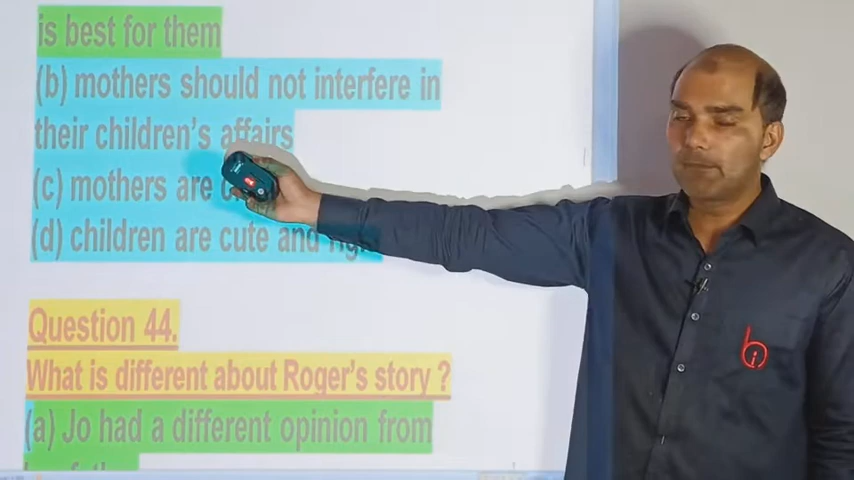 is best for them
(b) mothers should not interfere in
their children's affairs
(c) mothers are
(d) children are cute and
Question 44.
What is different about Roger's story ?
(a) Jo had a different opinion from
bi